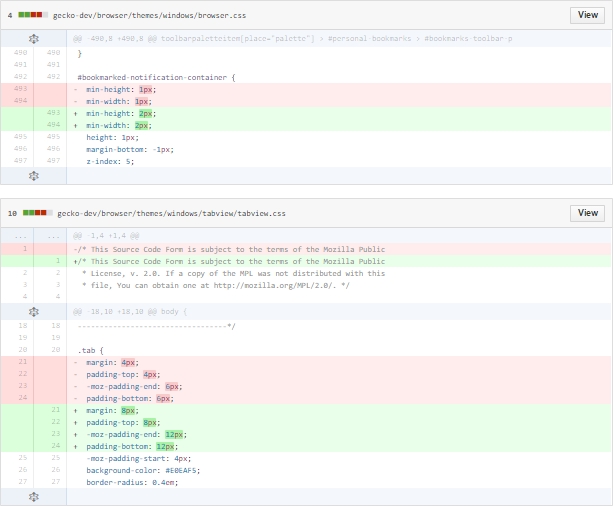 4 gecko-dev/browser/themes/windows/browser.css View
@@ -490,8 +490,8 @@ toolbarpaletteitem[place="palette"] > #personal-bookmarks > #bookmarks-toolbar-p
490 490 }
491 491
492 492 #bookmarked-notification-container {
493 - min-height: 1px;
494 - min-width: 1px;
493 + min-height: 2px;
494 + min-width: 2px;
495 495 height: 1px;
496 496 margin-bottom: -1px;
497 497 z-index: 5;
10 gecko-dev/browser/themes/windows/tabview/tabview.css View
... ... @@ -1,4 +1,4 @@
1 -/* This Source Code Form is subject to the terms of the Mozilla Public
1 +/* This Source Code Form is subject to the terms of the Mozilla Public
2 2 * License, v. 2.0. If a copy of the MPL was not distributed with this
3 3 * file, You can obtain one at http://mozilla.org/MPL/2.0/. */
4 4
@@ -18,10 +18,10 @@ body {
18 18 ----------------------------------*/
19 19
20 20 .tab {
21 - margin: 4px;
22 - padding-top: 4px;
23 - -moz-padding-end: 6px;
24 - padding-bottom: 6px;
21 + margin: 8px;
22 + padding-top: 8px;
23 + -moz-padding-end: 12px;
24 + padding-bottom: 12px;
25 25 -moz-padding-start: 4px;
26 26 background-color: #E0EAF5;
27 27 border-radius: 0.4em;